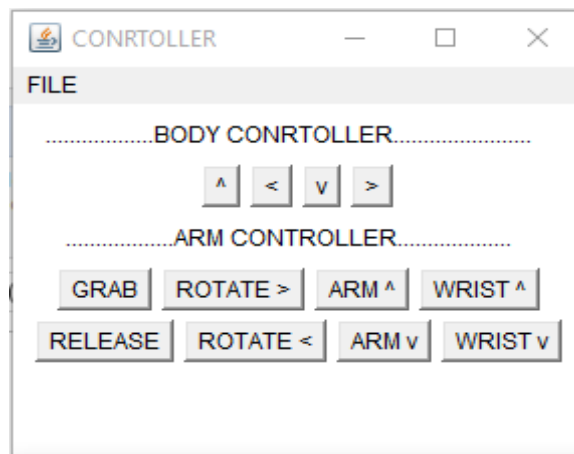 CONRTOLLER
FILE
..................BODY CONRTOLLER.......................
^ < v >
..................ARM CONTROLLER...................
GRAB ROTATE > ARM ^ WRIST ^
RELEASE ROTATE < ARM v WRIST v